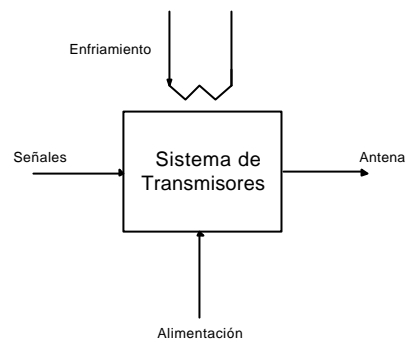 Enfriamiento
Señales
Sistema de
Transmisores
Antena
Alimentación